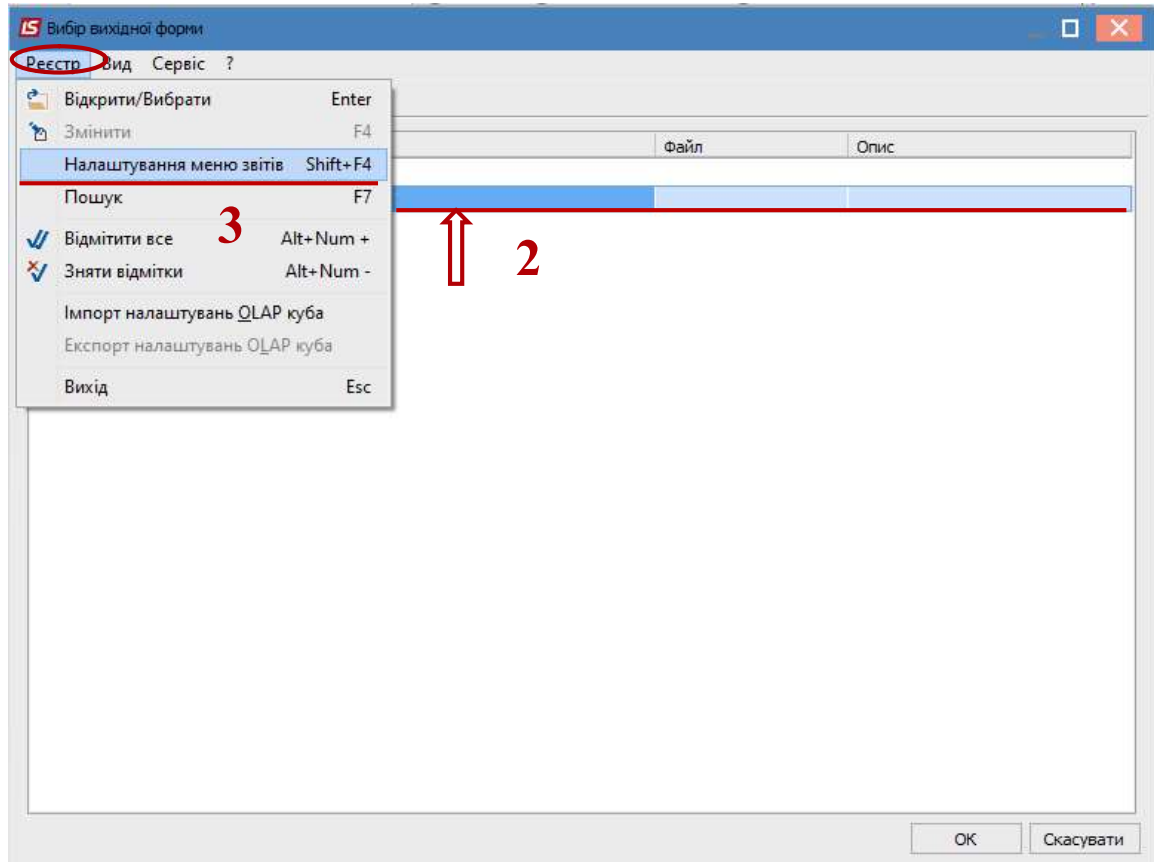 Вибір вихідної форми
Реєстр Вид Сервіс ?
Відкрити/Вибрати Enter
Змінити F4
Файл Опис
Налаштування меню звітів Shift+F4
Пошук F7
3
2
Відмітити все Alt+Num +
Зняти відмітки Alt+Num -
Імпорт налаштувань OLAP куба
Експорт налаштувань OLAP куба
Вихід Esc
OK Скасувати